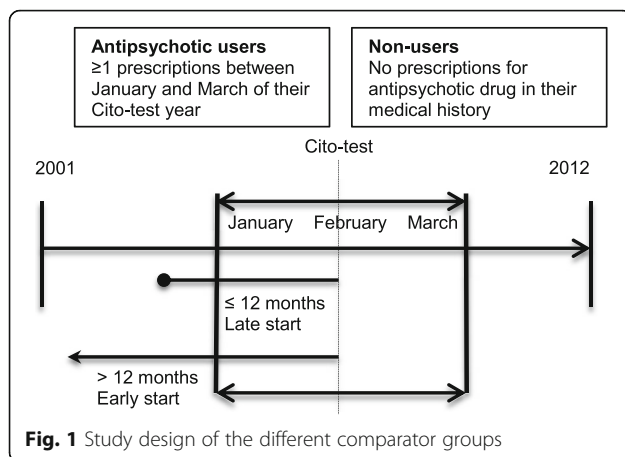 Antipsychotic users
≥1 prescriptions between
January and March of their
Cito-test year
Non-users
No prescriptions for
antipsychotic drug in their
medical history
Cito-test
2001
2012
January February March
≤ 12 months
Late start
> 12 months
Early start
Fig. 1 Study design of the different comparator groups